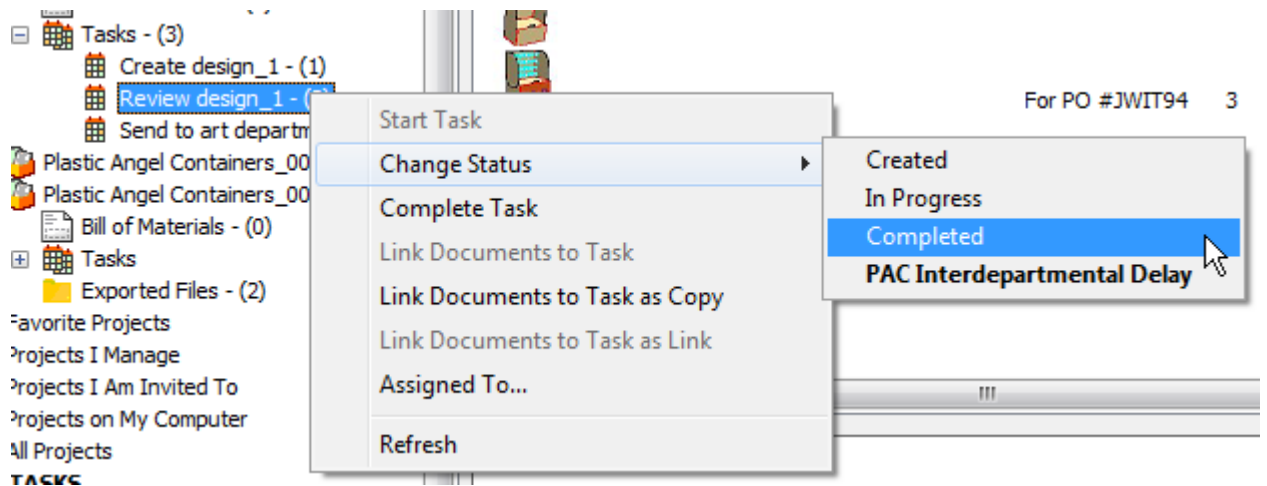 Tasks - (3)
Create design_1 - (1)
Review design_1 - (
Send to art departm
Plastic Angel Containers_00
Plastic Angel Containers_00
Bill of Materials - (0)
Tasks
Exported Files - (2)
Favorite Projects
Projects I Manage
Projects I Am Invited To
Projects on My Computer
All Projects
TASKS
Start Task
Change Status
Complete Task
Link Documents to Task
Link Documents to Task as Copy
Link Documents to Task as Link
Assigned To...
Refresh
For PO #JWIT94 3
Created
In Progress
Completed
PAC Interdepartmental Delay